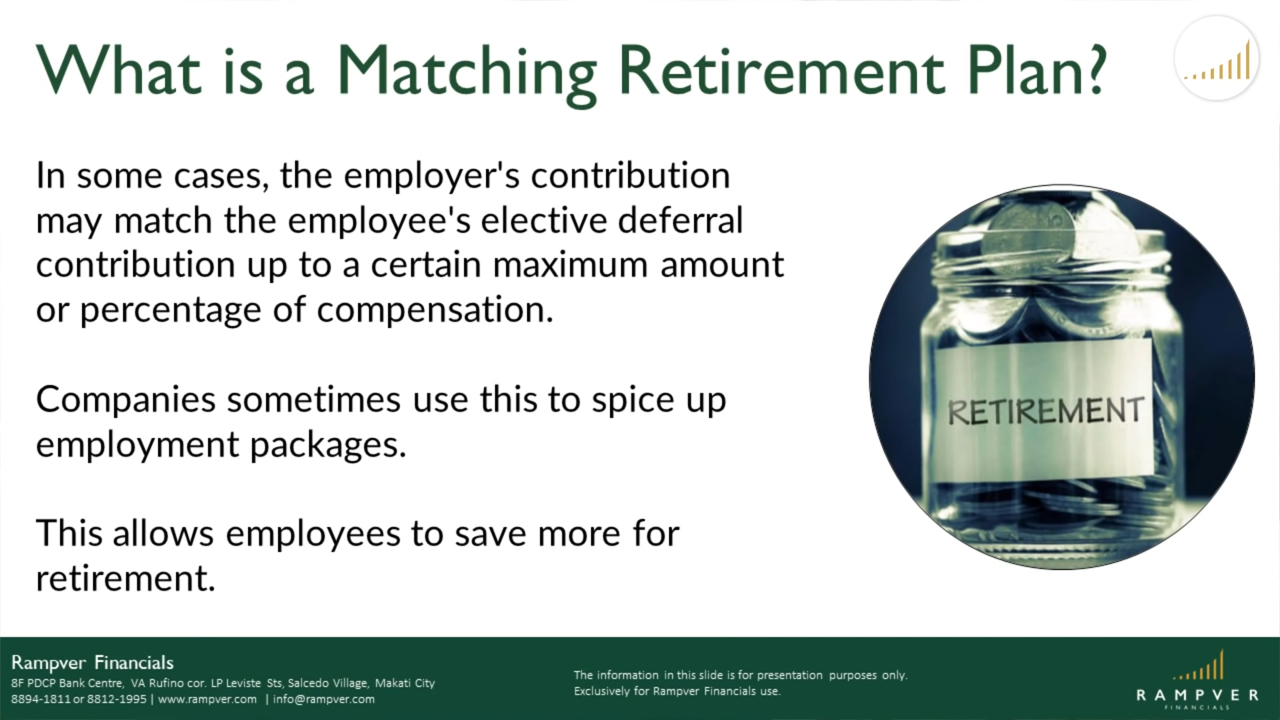 What is a Matching Retirement Plan?
In some cases, the employer's contribution
may match the employee's elective deferral
contribution up to a certain maximum amount
or percentage of compensation.
Companies sometimes use this to spice up
employment packages.
This allows employees to save more for
retirement.
RETIREMENT
Rampver Financials
8F PDCP Bank Centre, VA Rufino cor. LP Leviste Sts, Salcedo Village, Makati City
8894-1811 or 8812-1995 | www.rampver.com | info@rampver.com
The information in this slide is for presentation purposes only.
Exclusively for Rampver Financials use.
RAMPVER
FINANCIALS